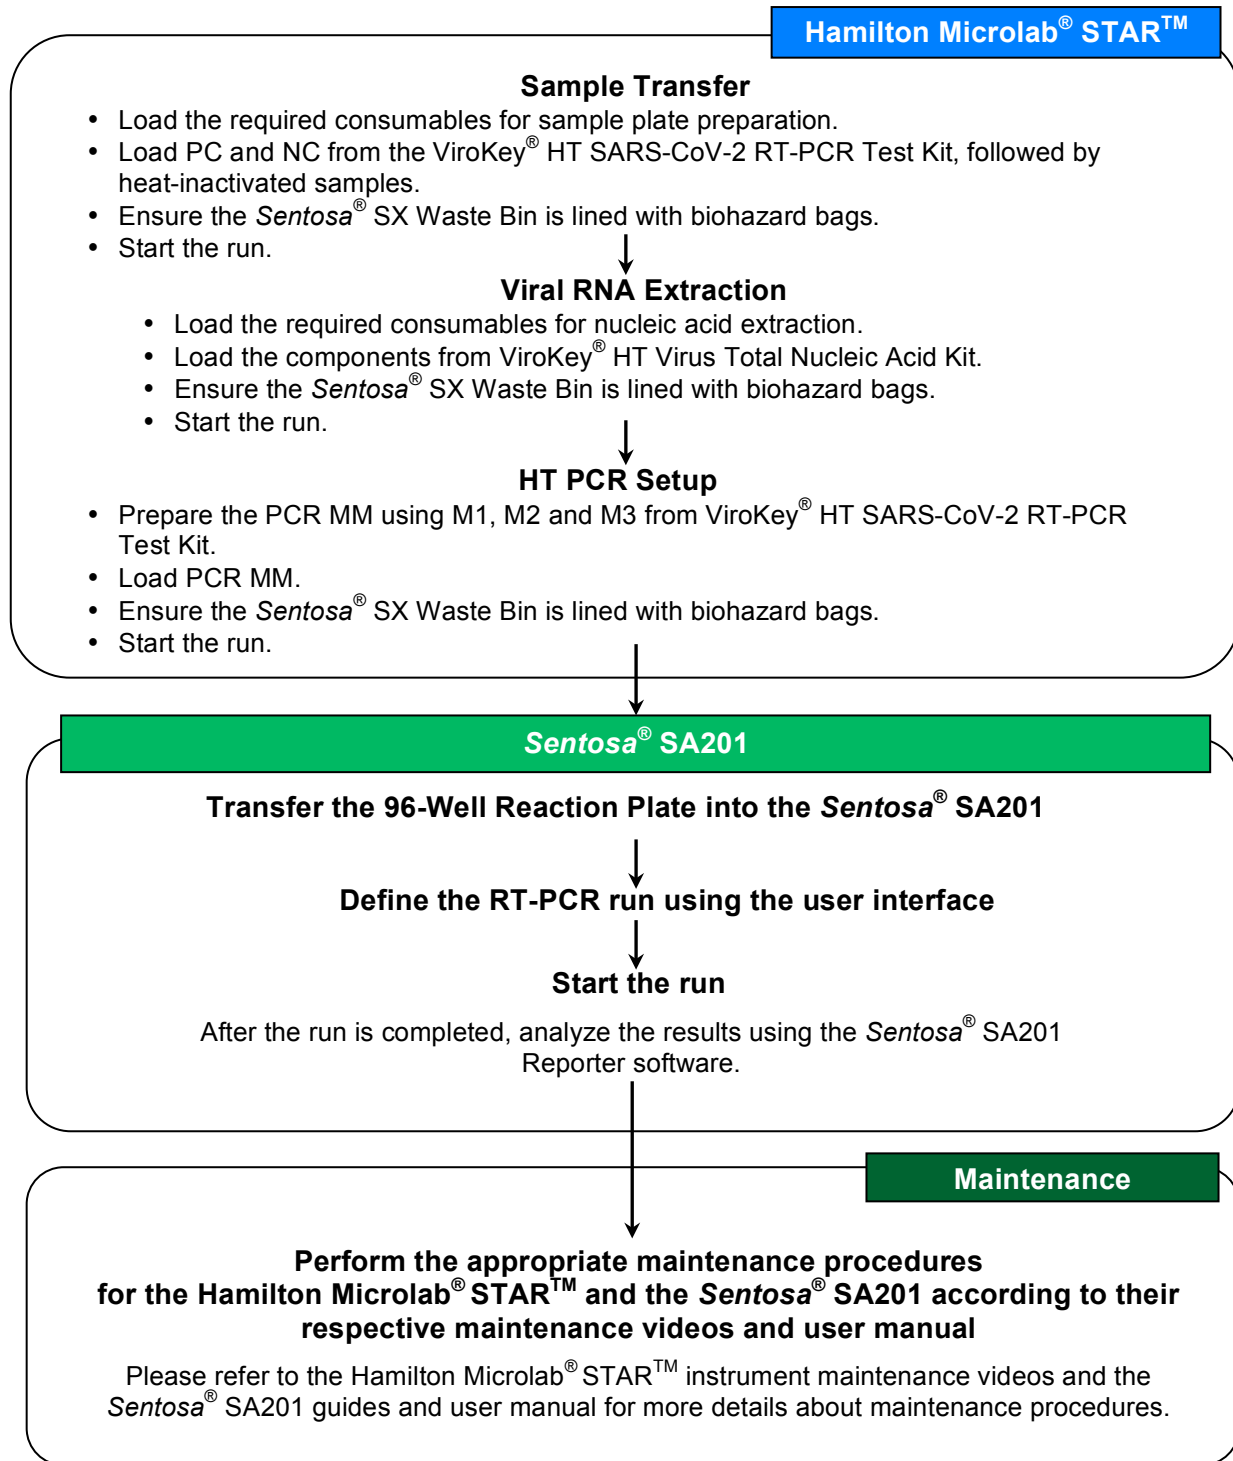 Hamilton Microlab® STAR™
Sample Transfer
• Load the required consumables for sample plate preparation.
• Load PC and NC from the ViroKey® HT SARS-CoV-2 RT-PCR Test Kit, followed by
heat-inactivated samples.
• Ensure the Sentosa® SX Waste Bin is lined with biohazard bags.
• Start the run.
Viral RNA Extraction
• Load the required consumables for nucleic acid extraction.
• Load the components from ViroKey® HT Virus Total Nucleic Acid Kit.
• Ensure the Sentosa® SX Waste Bin is lined with biohazard bags.
• Start the run.
HT PCR Setup
• Prepare the PCR MM using M1, M2 and M3 from ViroKey® HT SARS-CoV-2 RT-PCR
Test Kit.
• Load PCR MM.
• Ensure the Sentosa® SX Waste Bin is lined with biohazard bags.
• Start the run.
Sentosa® SA201
Transfer the 96-Well Reaction Plate into the Sentosa® SA201
Define the RT-PCR run using the user interface
Start the run
After the run is completed, analyze the results using the Sentosa® SA201
Reporter software.
Maintenance
Perform the appropriate maintenance procedures
for the Hamilton Microlab® STAR™ and the Sentosa® SA201 according to their
respective maintenance videos and user manual
Please refer to the Hamilton Microlab® STAR™ instrument maintenance videos and the
Sentosa® SA201 guides and user manual for more details about maintenance procedures.